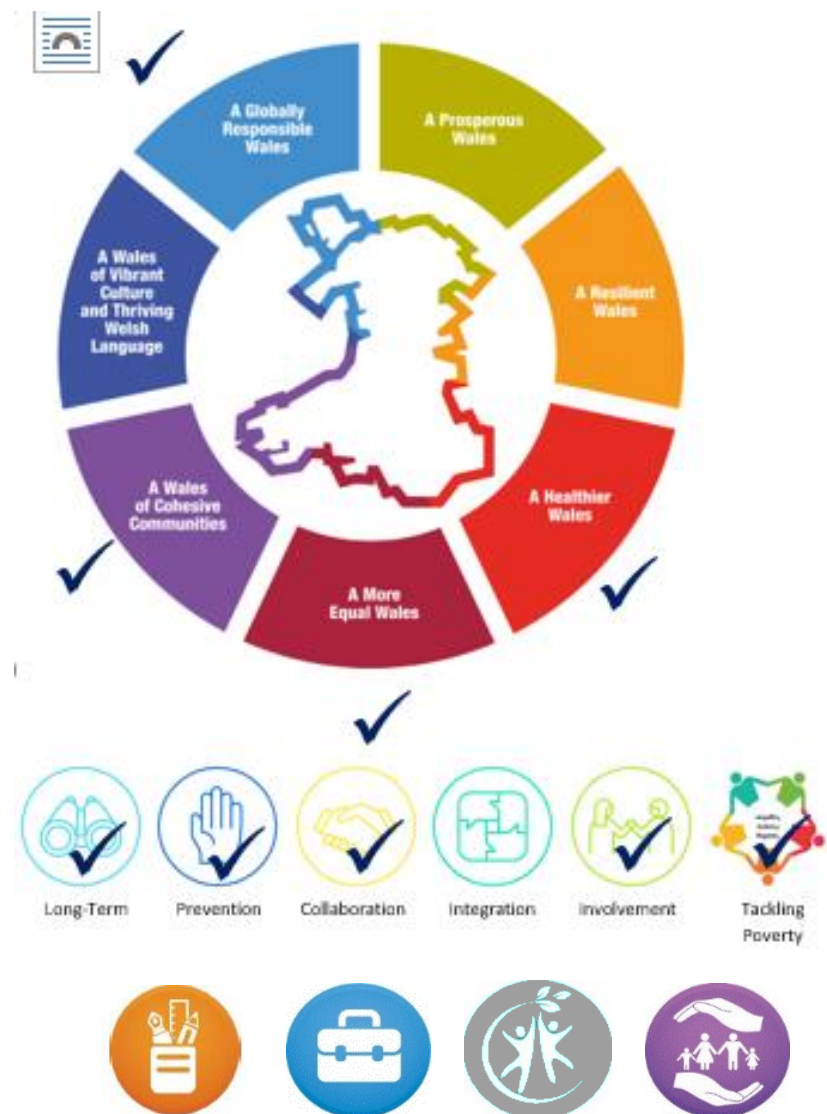 A Globally
Responsible
Wales
A Prosperous
Wales
A Wales
of Vibrant
Culture
and Thriving
Welsh
Language
A Resilient
Wales
A Wales
of Cohesive
Communities
A Healthier
Wales
A More
Equal Wales
Long-Term
Prevention
Collaboration
Integration
Involvement
Tackling
Poverty